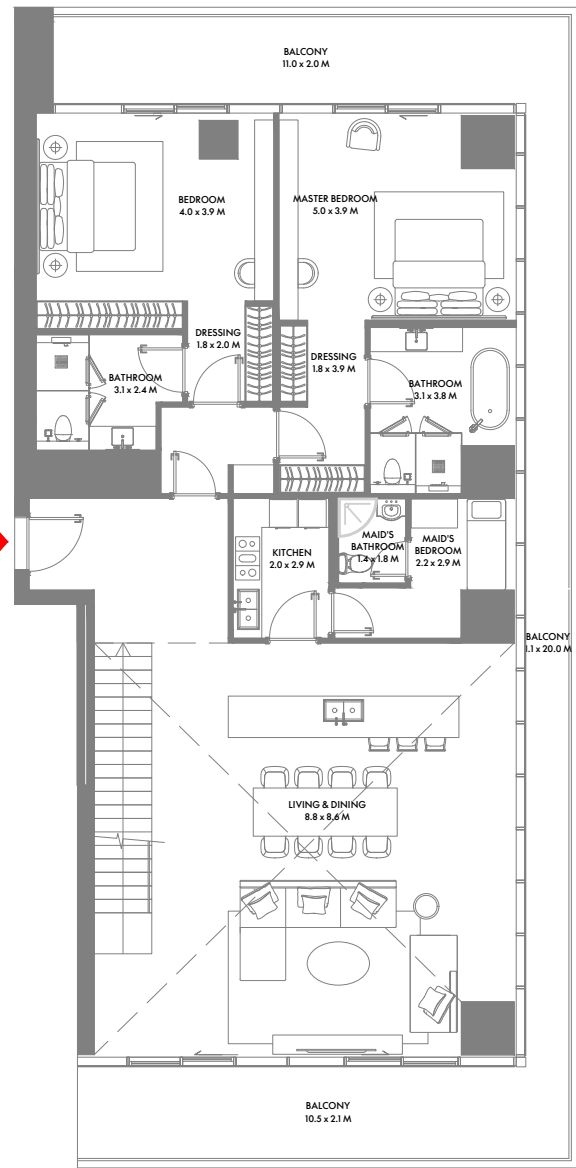 BALCONY
11.0 x 2.0 M
BEDROOM
4.0 x 3.9 M
MASTER BEDROOM
5.0 x 3.9 M
DRESSING
1.8 x 2.0 M
DRESSING
1.8 x 3.9 M
BATHROOM
3.1 x 2.4 M
BATHROOM
3.1 x 3.8 M
KITCHEN
2.0 x 2.9 M
MAID'S
BATHROOM
1.4 x 1.8 M
MAID'S
BEDROOM
2.2 x 2.9 M
BALCONY
1.1 x 20.0 M
LIVING & DINING
8.8 x 8.6 M
BALCONY
10.5 x 2.1 M